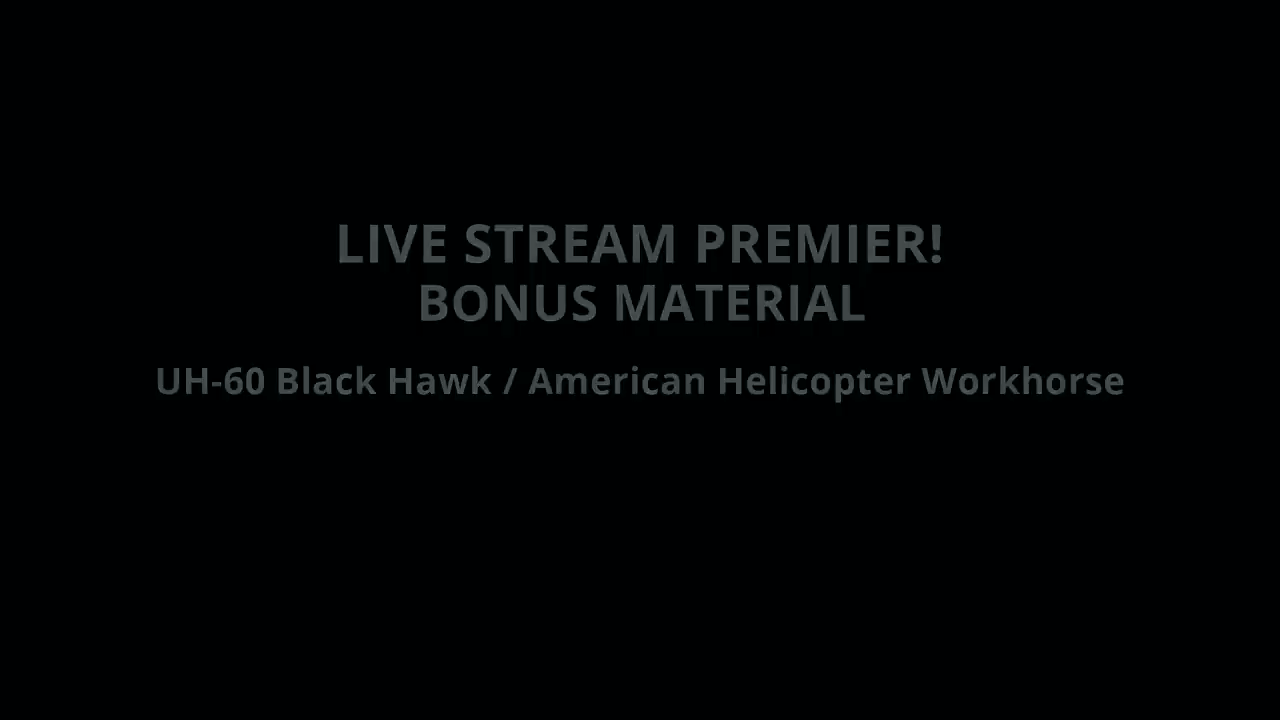 LIVE STREAM PREMIER!
BONUS MATERIAL
UH-60 Black Hawk / American Helicopter Workhorse